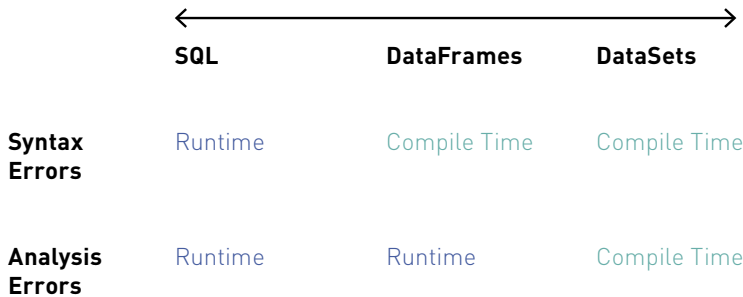 SQL DataFrames DataSets
Syntax Errors Runtime Compile Time Compile Time
Analysis Errors Runtime Runtime Compile Time